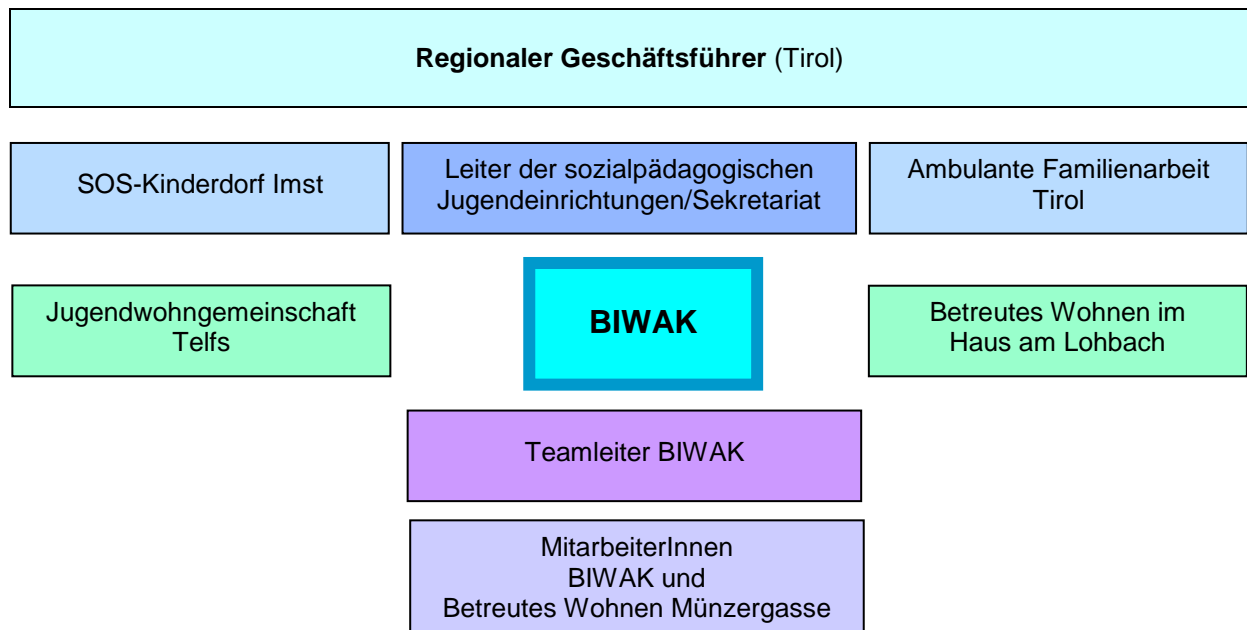 Regionaler Geschäftsführer (Tirol)
SOS-Kinderdorf Imst
Leiter der sozialpädagogischen
Jugendeinrichtungen/Sekretariat
Ambulante Familienarbeit
Tirol
Jugendwohngemeinschaft
Telfs
BIWAK
Betreutes Wohnen im
Haus am Lohbach
Teamleiter BIWAK
MitarbeiterInnen
BIWAK und
Betreutes Wohnen Münzergasse